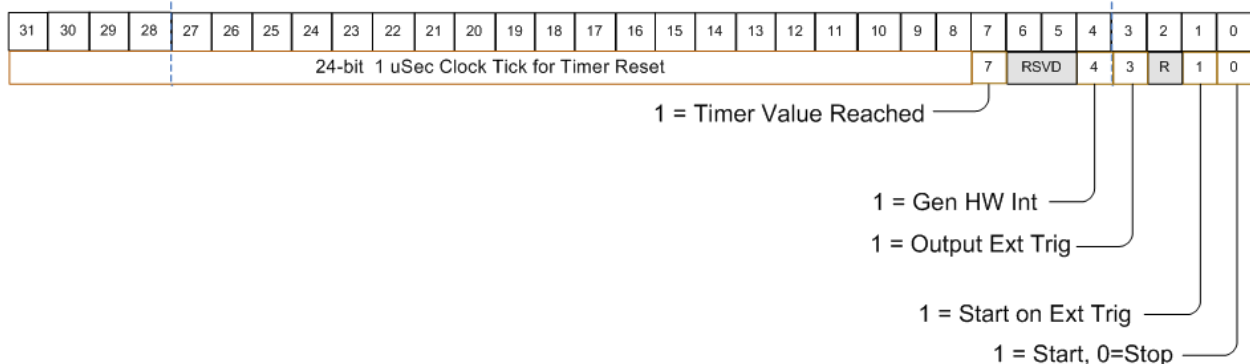 31 30 29 28 27 26 25 24 23 22 21 20 19 18 17 16 15 14 13 12 11 10 9 8 7 6 5 4 3 2 1 0
24-bit 1 uSec Clock Tick for Timer Reset 7 RSVD 4 3 R 1 0
1 = Timer Value Reached
1 = Gen HW Int
1 = Output Ext Trig
1 = Start on Ext Trig
1 = Start, 0=Stop